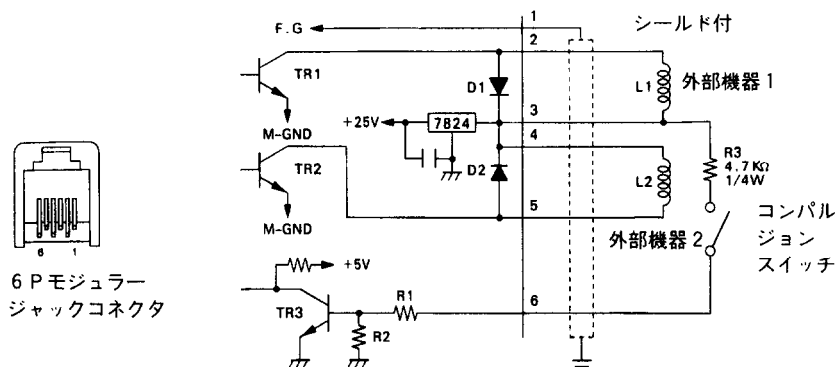 F.G
1
シールド付
2
TR1
D1
L1
外部機器1
M-GND
+25V
7824
3
4
R3
4.7KΩ
1/4W
TR2
D2
L2
M-GND
5
外部機器2
コンパル
ジョン
スイッチ
+5V
6
TR3
R1
R2
6 1
6Pモジュラー
ジャックコネクタ